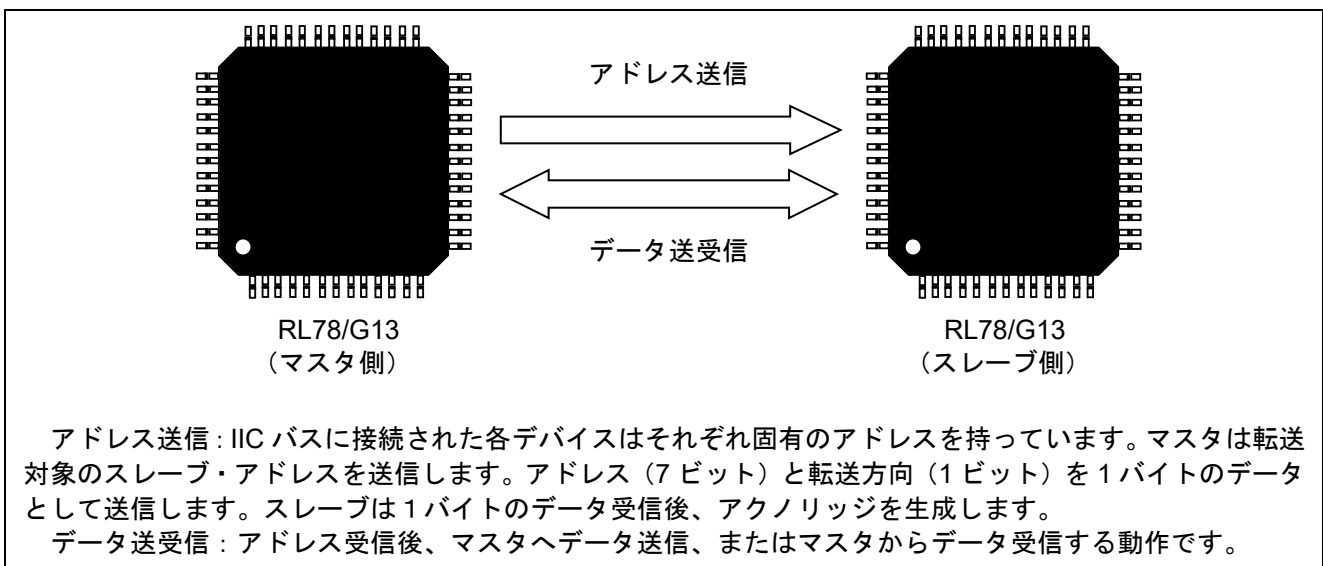 アドレス送信
データ送受信
RL78/G13
（マスタ側）
RL78/G13
（スレーブ側）
アドレス送信：IIC バスに接続された各デバイスはそれぞれ固有のアドレスを持っています。マスタは転送
対象のスレーブ・アドレスを送信します。アドレス（7 ビット）と転送方向（1 ビット）を 1 バイトのデータ
として送信します。スレーブは 1 バイトのデータ受信後、アクノリッジを生成します。
データ送受信：アドレス受信後、マスタへデータ送信、またはマスタからデータ受信する動作です。